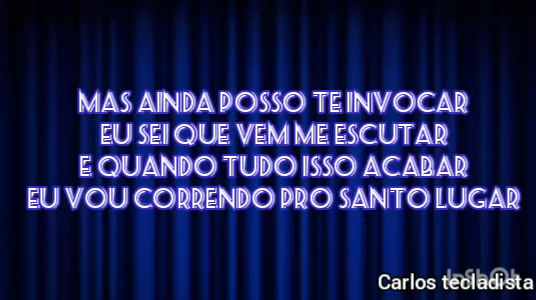 MAS AINDA POSSO TE INVOCAR
EU SEI QUE VEM ME ESCUTAR
E QUANDO TUDO ISSO ACABAR
EU VOU CORRENDO PRO SANTO LUGAR
InShOt
Carlos tecladista